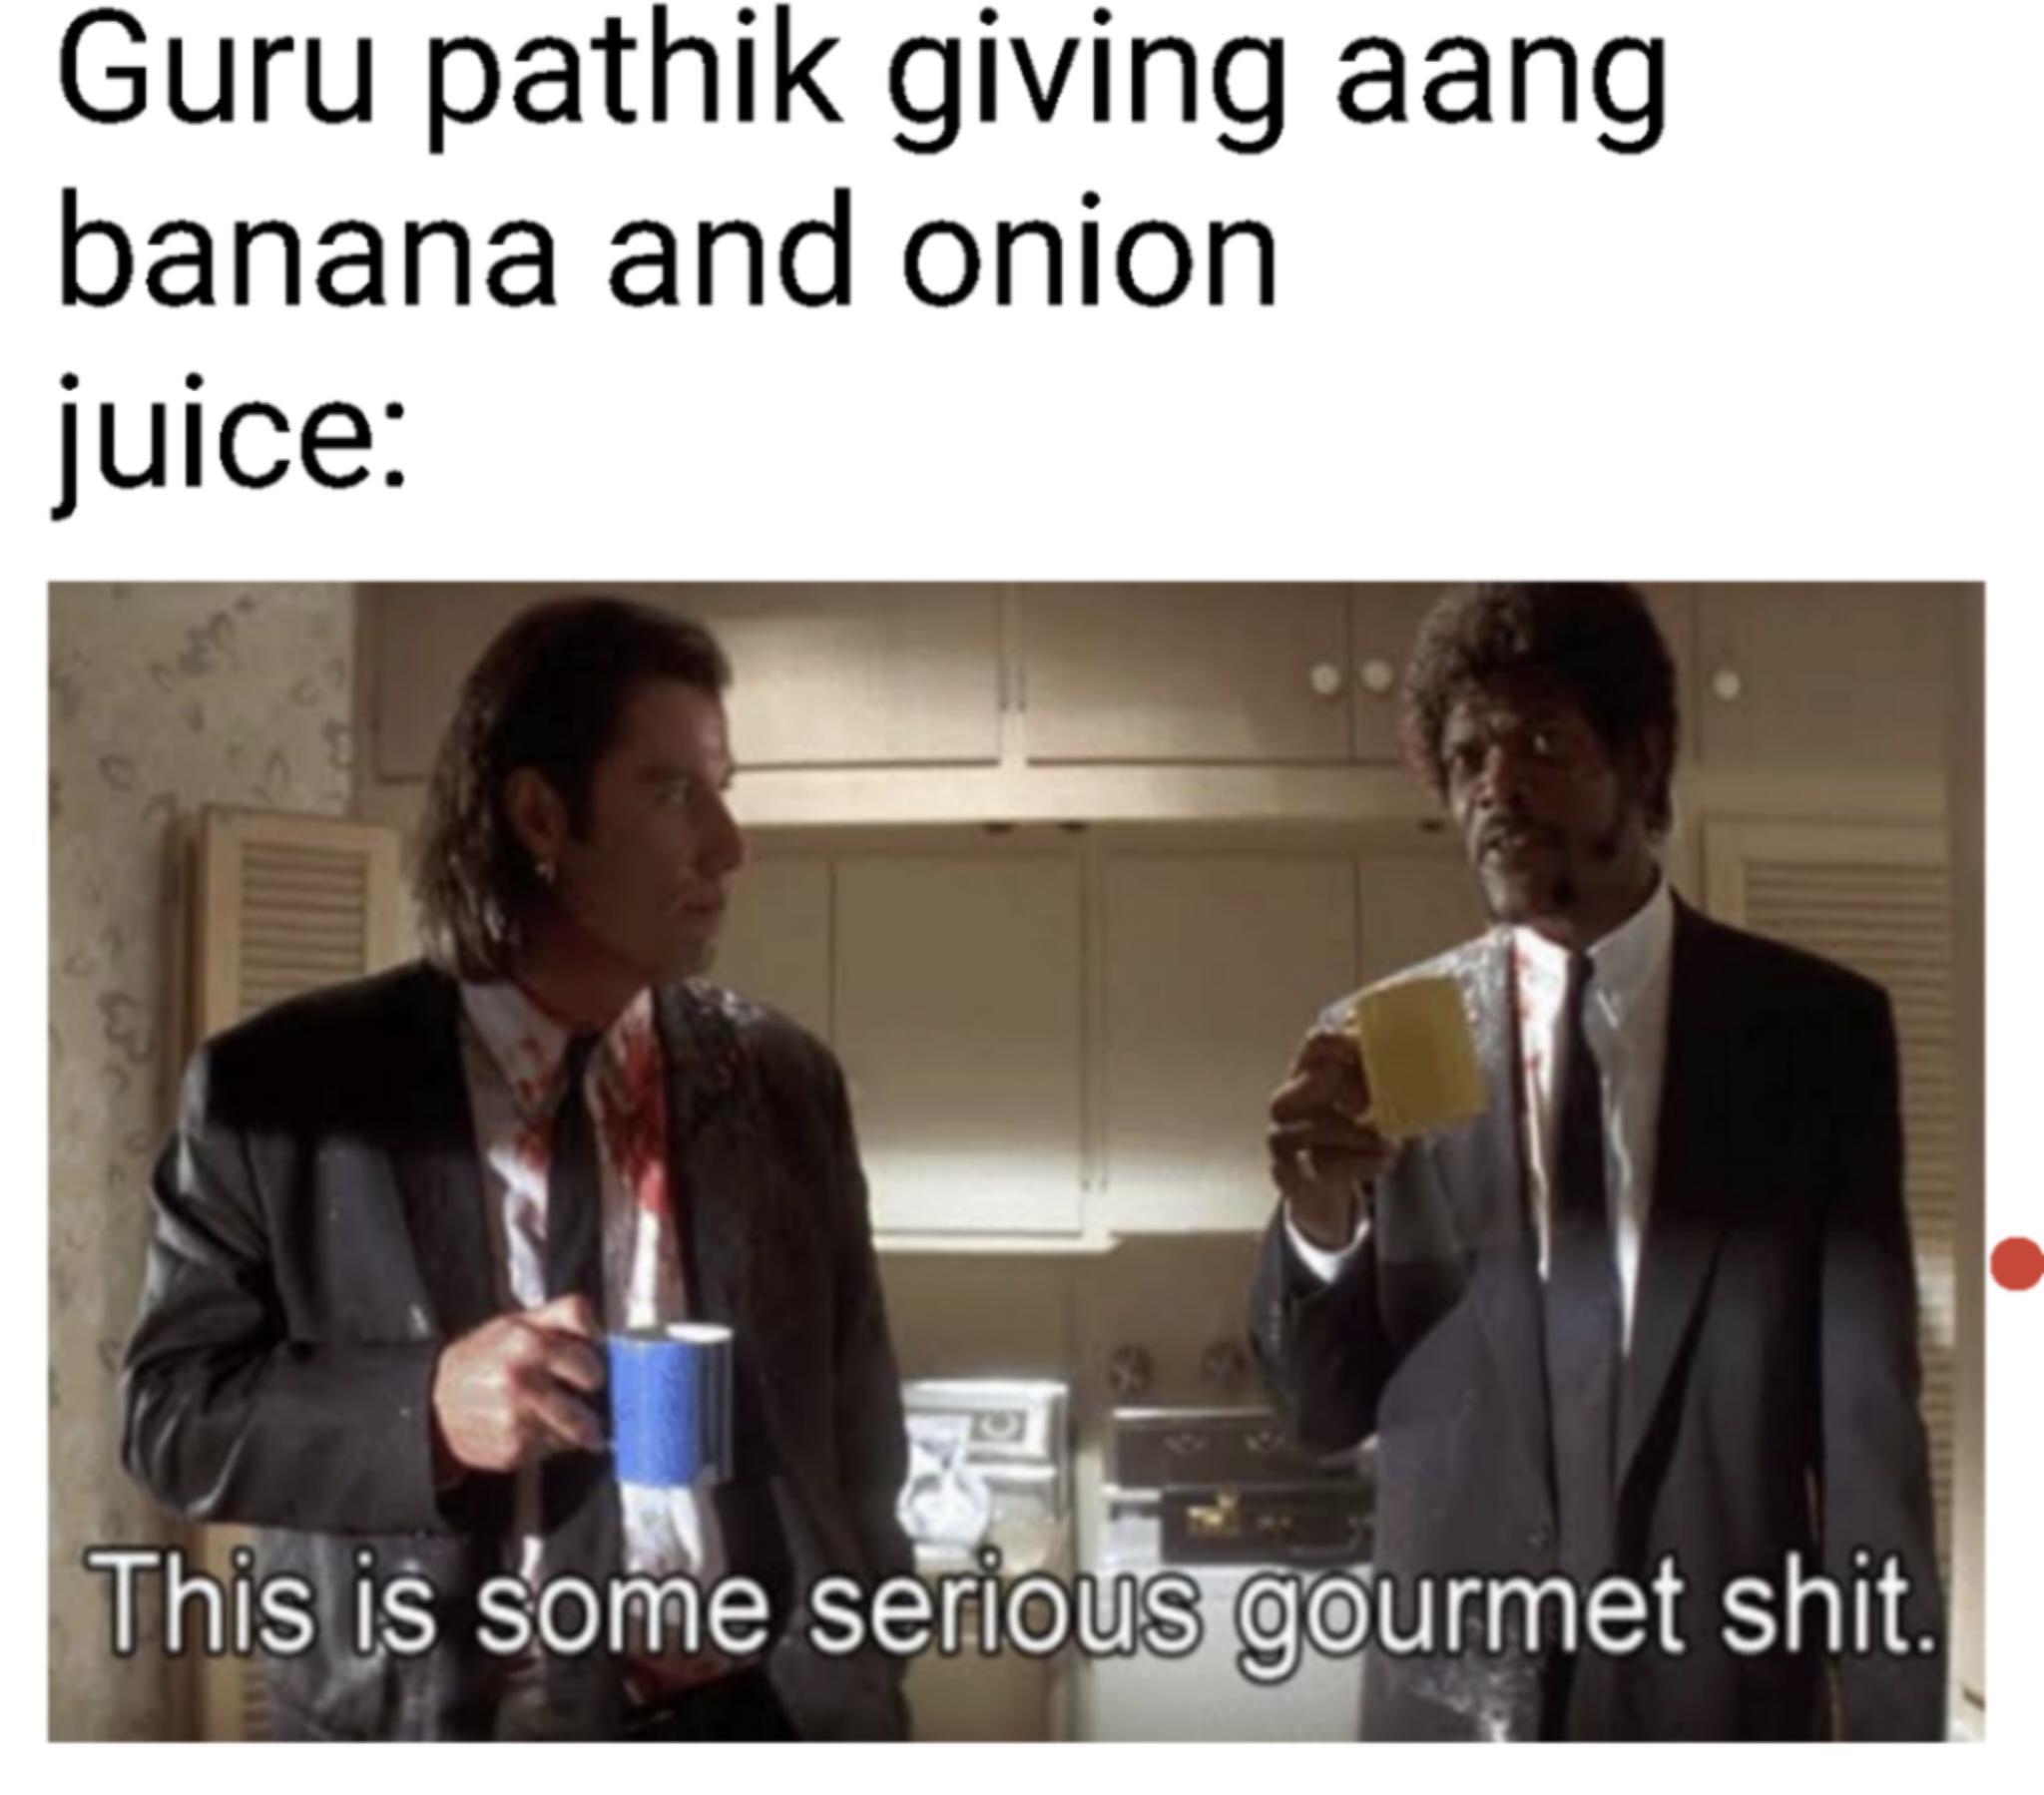 Guru pathik giving aang
banana and onion
juice:
This is some serious gourmet shit.